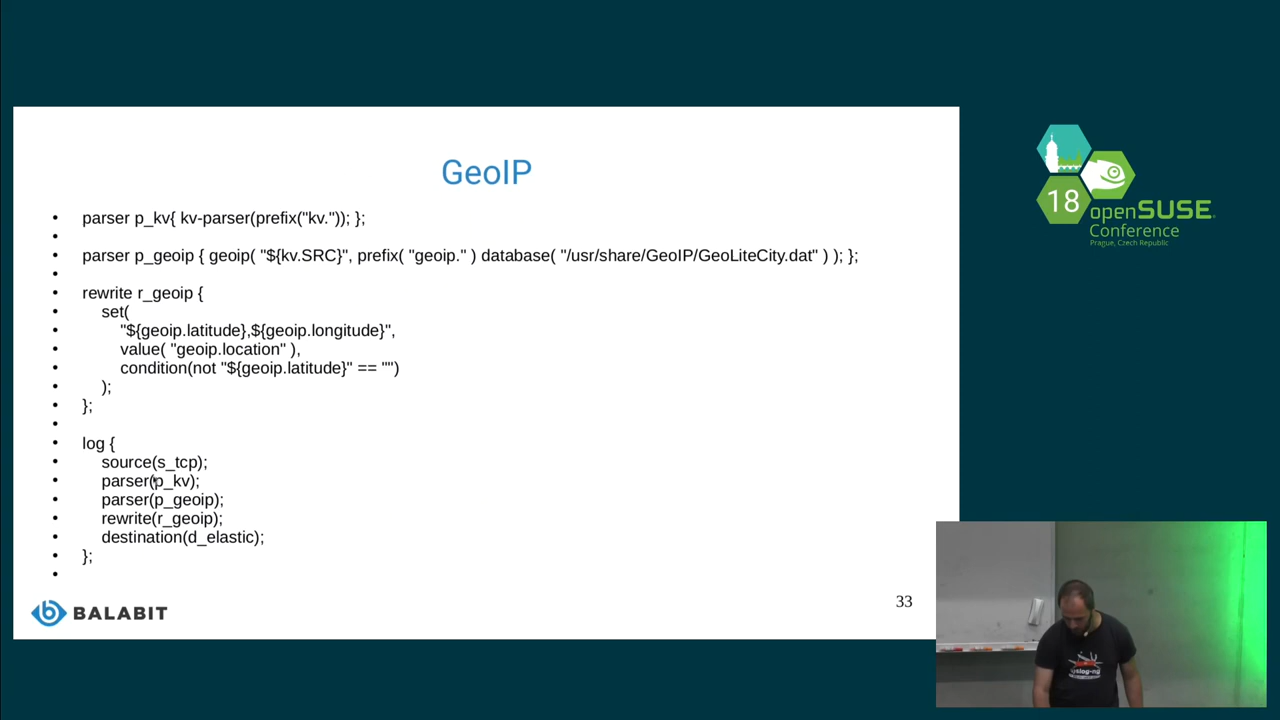 GeoIP
parser p_kv{ kv-parser(prefix("kv.")); };
parser p_geoip { geoip( "${kv.SRC}", prefix( "geoip." ) database( "/usr/share/GeoIP/GeoLiteCity.dat" ) ); };
rewrite r_geoip {
set(
"${geoip.latitude},${geoip.longitude}",
value( "geoip.location" ),
condition(not "${geoip.latitude}" == "")
);
};
log {
source(s_tcp);
parser(p_kv);
parser(p_geoip);
rewrite(r_geoip);
destination(d_elastic);
};
BALABIT
33
18
openSUSE
Conference
Prague, Czech Republic
syslog-ng